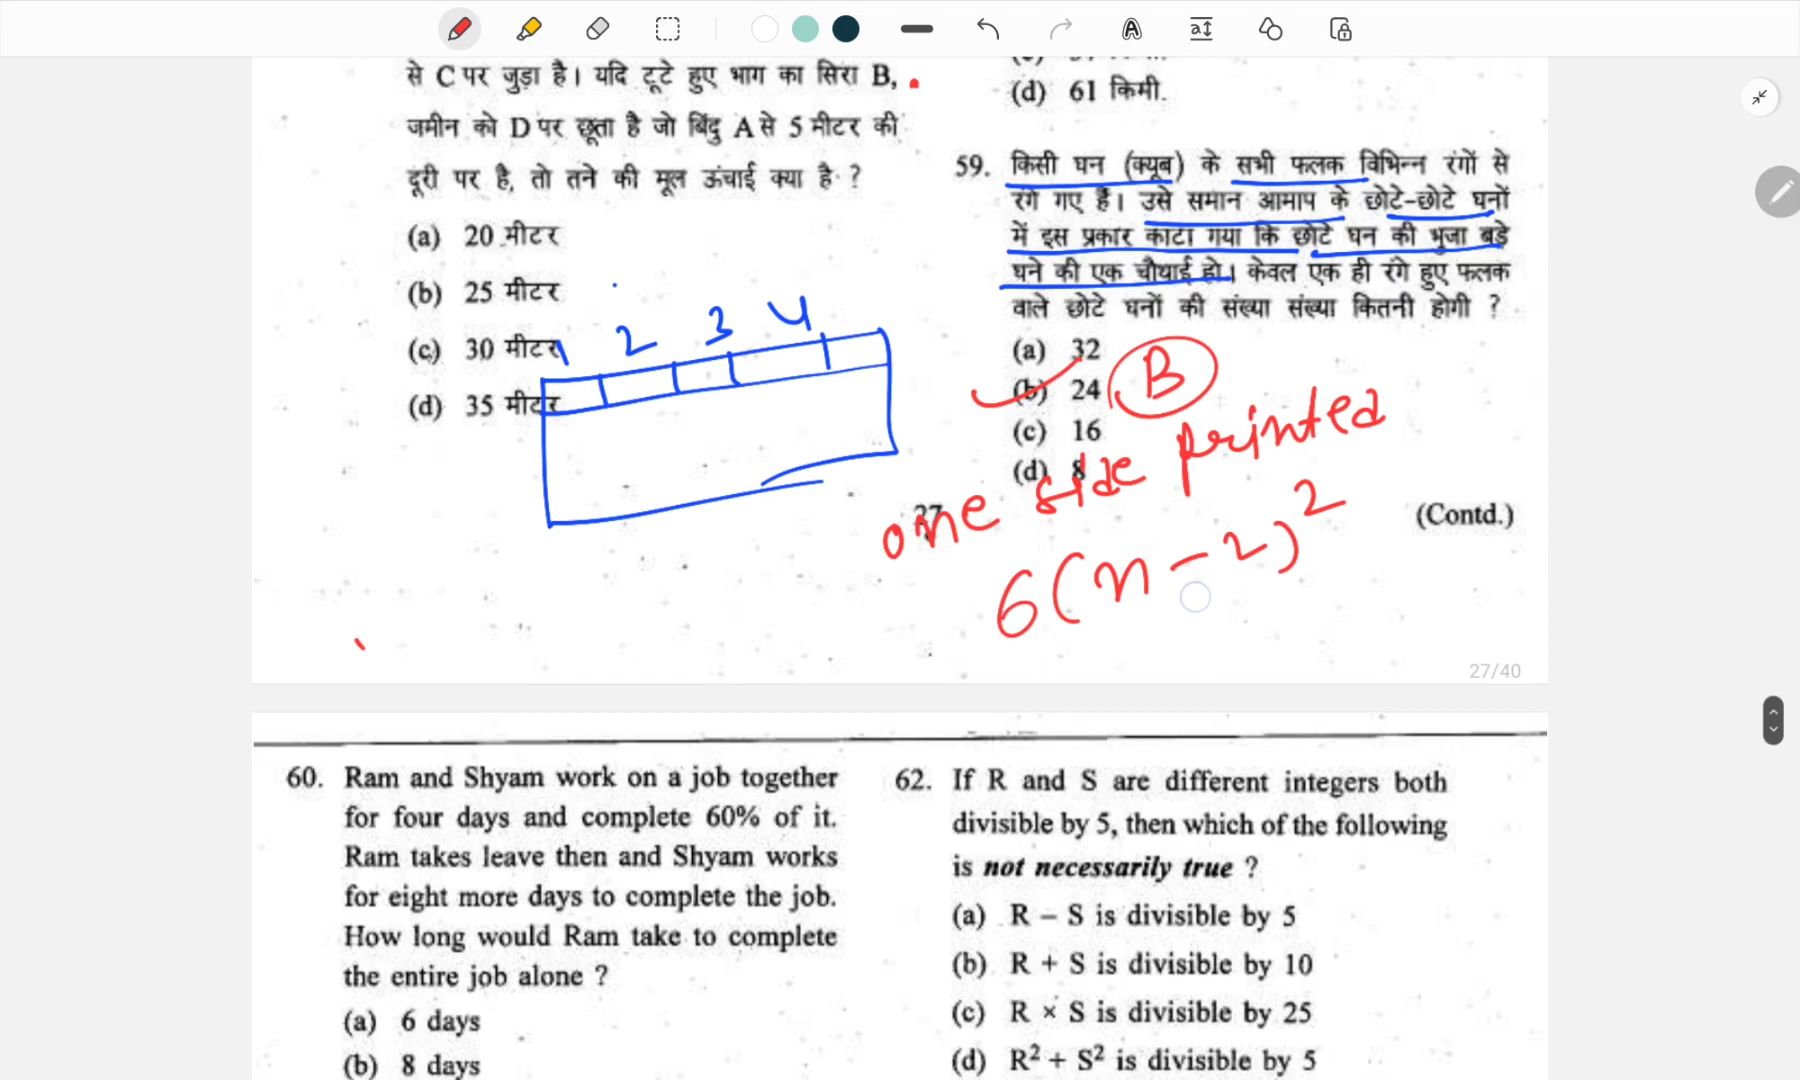 से C पर जुड़ा है। यदि टूटे हुए भाग का सिरा B,
जमीन को D पर छूता है जो बिंदु A से 5 मीटर की
दूरी पर है, तो तने की मूल ऊंचाई क्या है ?
(a) 20 मीटर
(b) 25 मीटर
(c) 30 मीटर
(d) 35 मीटर
1 2 3 4
(d) 61 किमी.
59. किसी घन (क्यूब) के सभी फलक विभिन्न रंगों से
रंगे गए हैं। उसे समान आमाप के छोटे-छोटे घनों
में इस प्रकार काटा गया कि छोटे घन की भुजा बड़े
घने की एक चौथाई हो। केवल एक ही रंगे हुए फलक
वाले छोटे घनों की संख्या संख्या कितनी होगी ?
(a) 32
(b) 24
B
(c) 16
(d) 8
one side printed
6(n-2)²
27
(Contd.)
27/40
60. Ram and Shyam work on a job together
for four days and complete 60% of it.
Ram takes leave then and Shyam works
for eight more days to complete the job.
How long would Ram take to complete
the entire job alone ?
(a) 6 days
(b) 8 days
62. If R and S are different integers both
divisible by 5, then which of the following
is not necessarily true ?
(a) R – S is divisible by 5
(b) R + S is divisible by 10
(c) R × S is divisible by 25
(d) R² + S² is divisible by 5